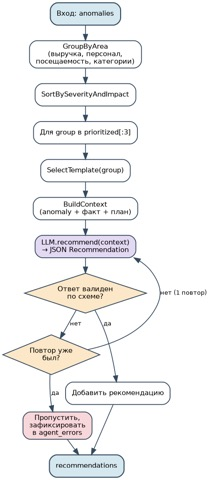 Вход: anomalies
GroupByArea
(выручка, персонал,
посещаемость, категории)
SortBySeverityAndImpact
Для group в prioritized[:3]
SelectTemplate(group)
BuildContext
(anomaly + факт + план)
LLM.recommend(context)
→ JSON Recommendation
Ответ валиден
по схеме?
нет (1 повтор)
нет
да
Повтор уже
был?
да
Добавить рекомендацию
Пропустить,
зафиксировать
в agent_errors
recommendations